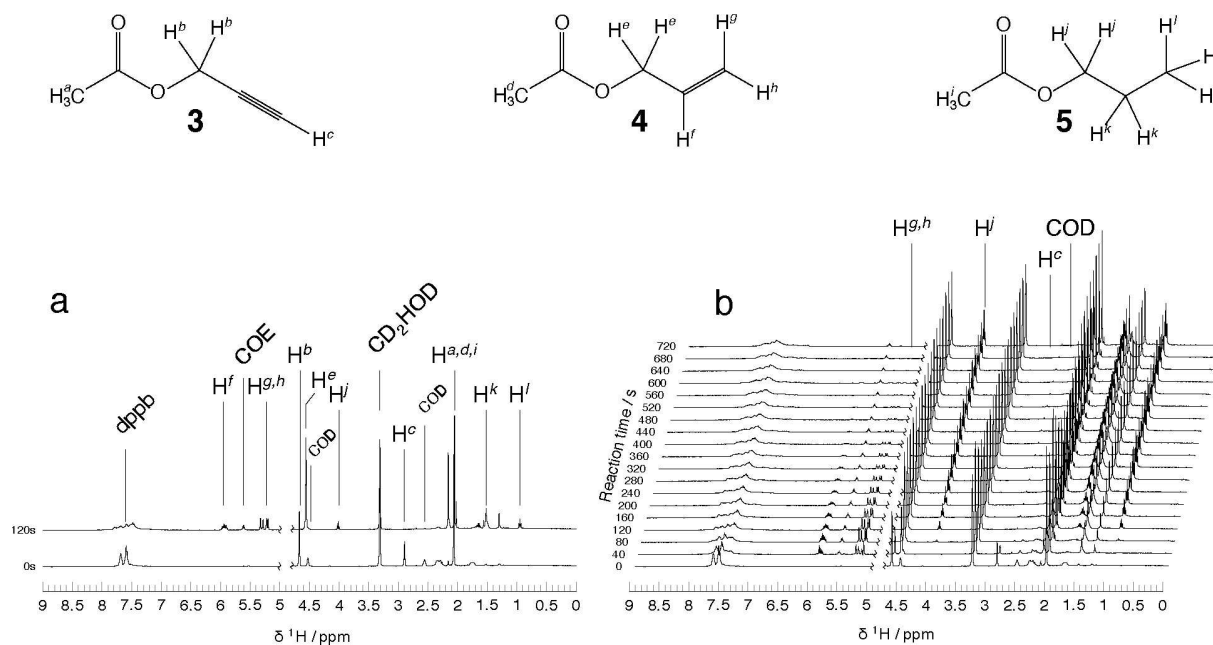 O H^b H^b
H₃^aC O H^c
3
O H^e H^e H^g
H₃^dC O H^h
4 H^f
O H^j H^j H^l H
H₃^iC O H
5 H^k H^k
a
COE CD₂HOD
H^b H^a,d,i
H^f H^g,h H^e H^j COD H^k H^l
dppb COD H^c
120s
0s
9 8.5 8 7.5 7 6.5 6 5.5 5 4.5 4 3.5 3 2.5 2 1.5 1 0.5 0
δ ¹H / ppm
b
H^g,h H^j COD
H^c
Reaction time / s
720
680
640
600
560
520
480
440
400
360
320
280
240
200
160
120
80
40
0
9 8.5 8 7.5 7 6.5 6 5.5 5 4.5 4 3.5 3 2.5 2 1.5 1 0.5 0
δ ¹H / ppm